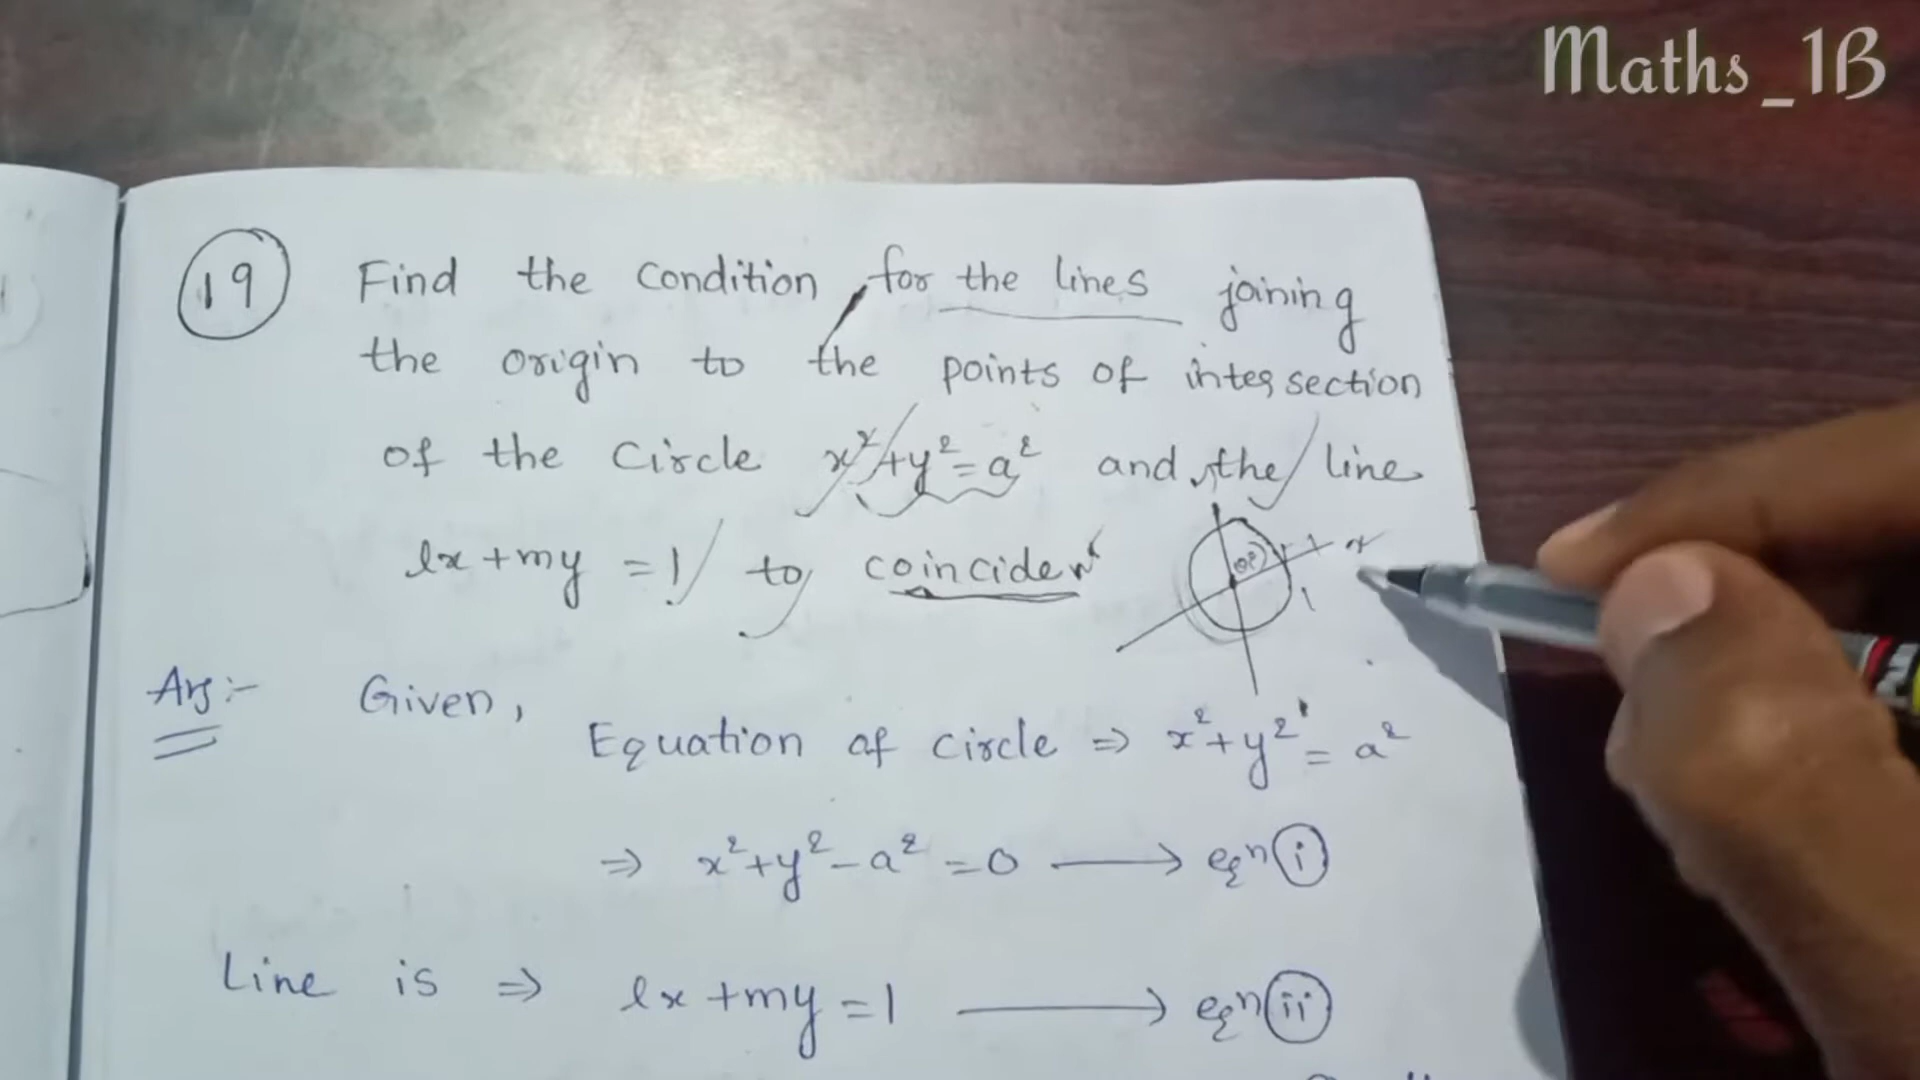 Maths_1B
19 Find the Condition for the lines joining
the origin to the points of intersection
of the Circle x²+y²=a² and the line
lx+my=1 to coincident
Ans:- Given,
Equation of circle ⇒ x²+y²=a²
⇒ x²+y²-a²=0 → eqn (i)
Line is ⇒ lx+my=1 → eqn (ii)